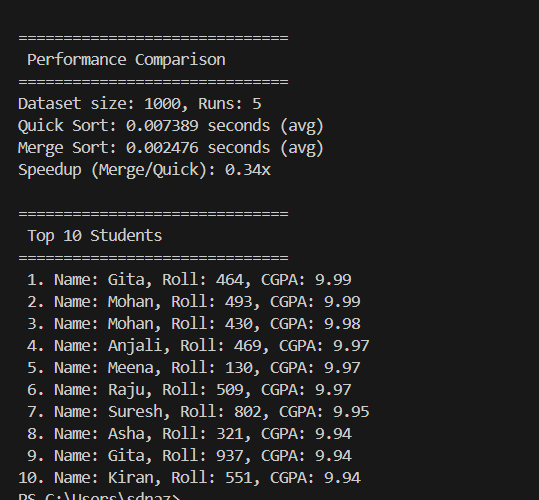 ==============================
Performance Comparison
==============================
Dataset size: 1000, Runs: 5
Quick Sort: 0.007389 seconds (avg)
Merge Sort: 0.002476 seconds (avg)
Speedup (Merge/Quick): 0.34x
==============================
Top 10 Students
==============================
1. Name: Gita, Roll: 464, CGPA: 9.99
2. Name: Mohan, Roll: 493, CGPA: 9.99
3. Name: Mohan, Roll: 430, CGPA: 9.98
4. Name: Anjali, Roll: 469, CGPA: 9.97
5. Name: Meena, Roll: 130, CGPA: 9.97
6. Name: Raju, Roll: 509, CGPA: 9.97
7. Name: Suresh, Roll: 802, CGPA: 9.95
8. Name: Asha, Roll: 321, CGPA: 9.94
9. Name: Gita, Roll: 937, CGPA: 9.94
10. Name: Kiran, Roll: 551, CGPA: 9.94
PS C:\Users\sdnaz>